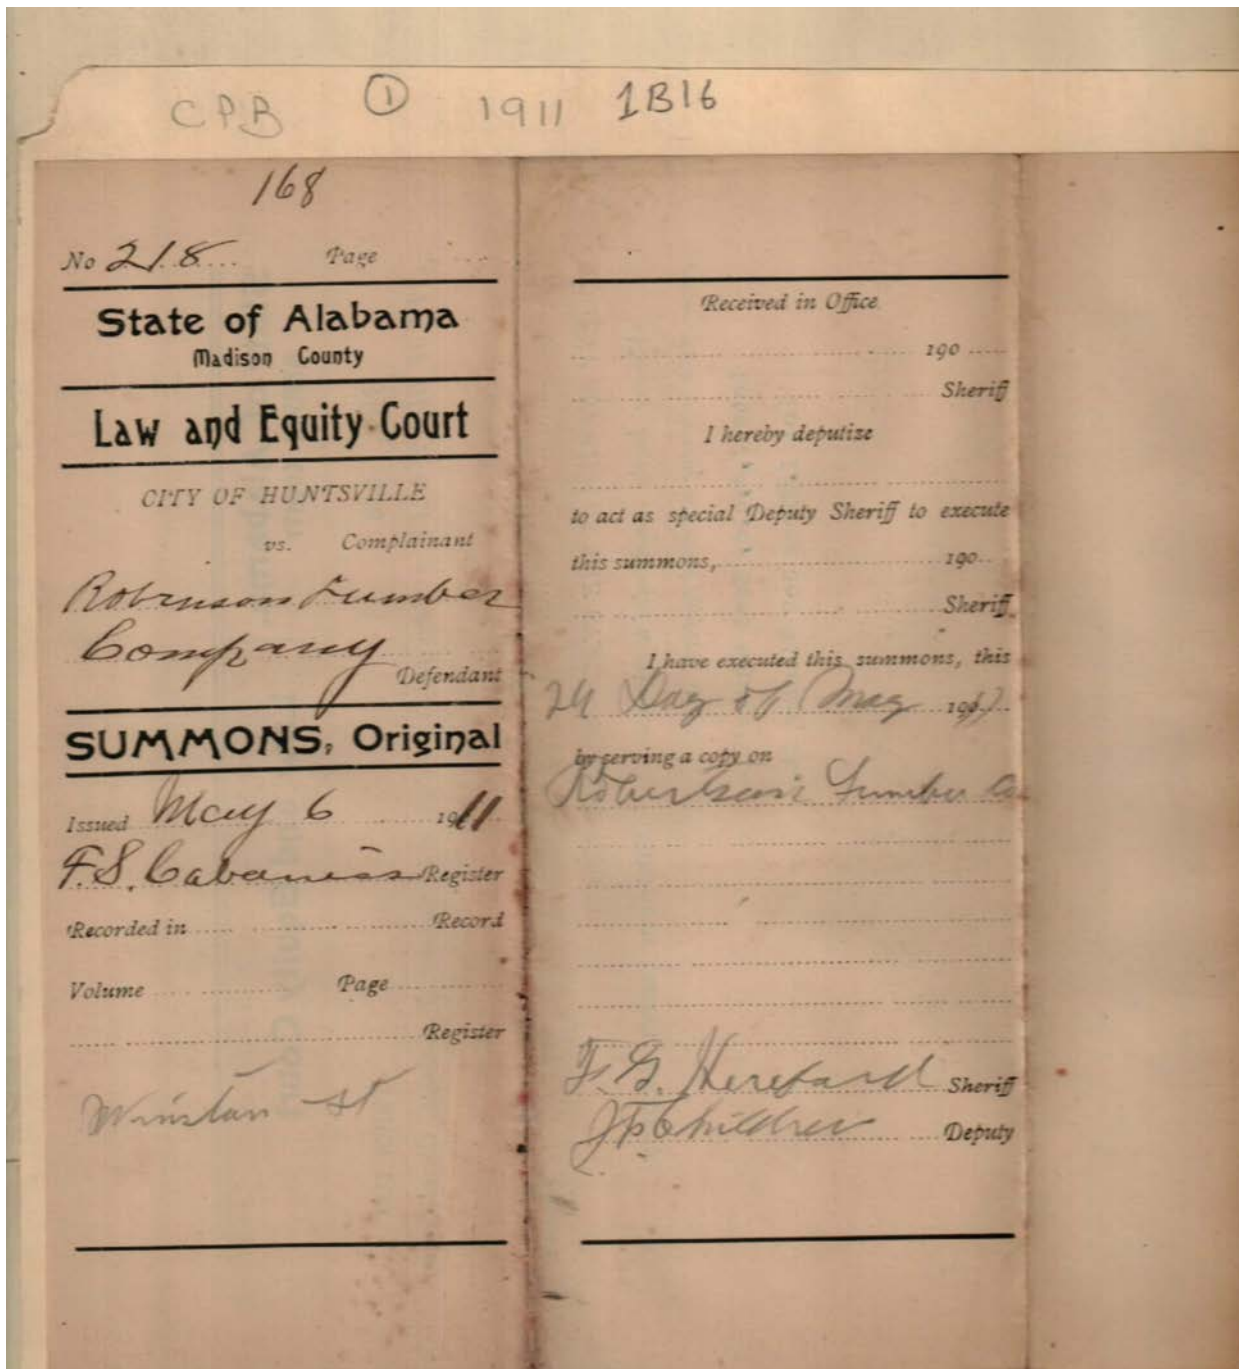 CPB ① 1911 1B16
168
No 218 Page
State of Alabama
Madison County
Law and Equity Court
CITY OF HUNTSVILLE
vs. Complainant
Robinson Lumber
Company
Defendant
SUMMONS, Original
Issued May 6 1911
F.S. Cabaniss Register
Recorded in Record
Volume Page
Register
Winston St
Received in Office
190
Sheriff
I hereby deputize
to act as special Deputy Sheriff to execute
this summons, 190
Sheriff
I have executed this summons, this
24 Day of May 191
by serving a copy on
Robertson Lumber Co
F. G. Hereford Sheriff
Deputy